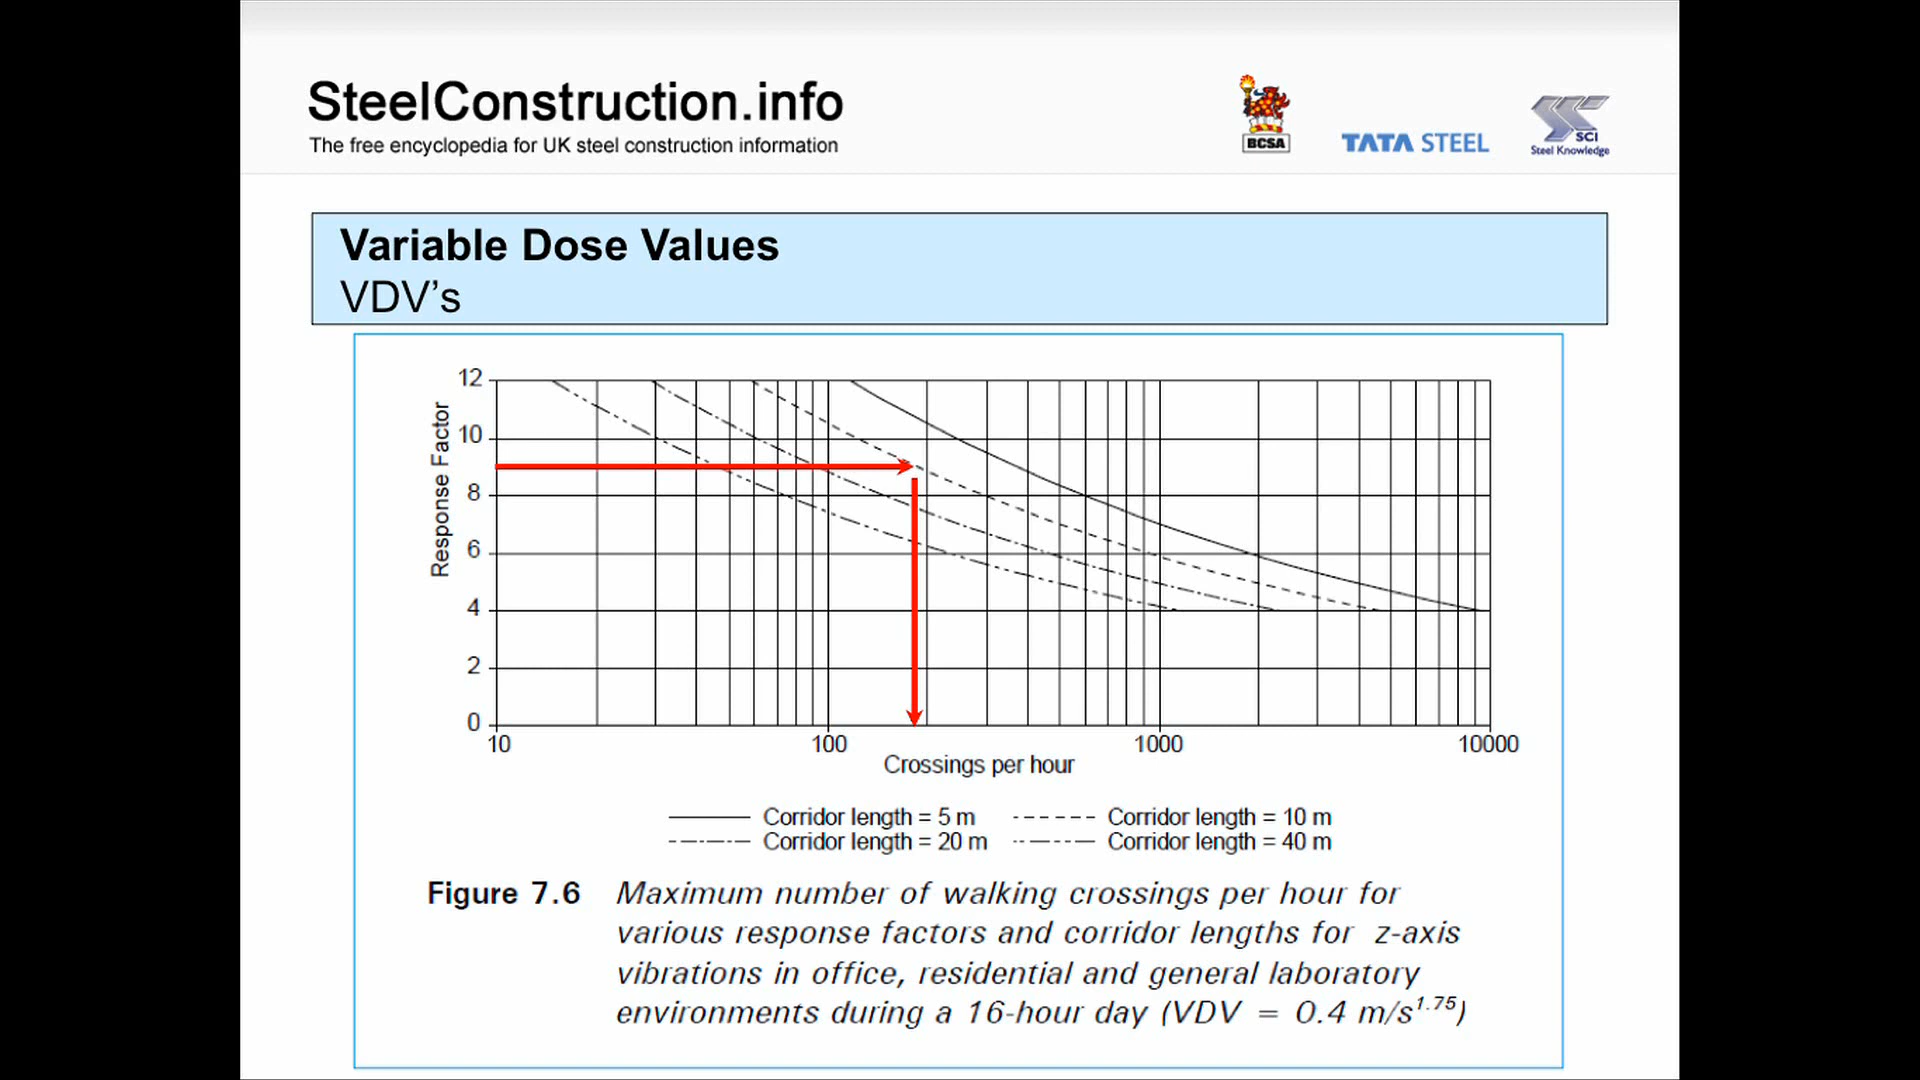 SteelConstruction.info
The free encyclopedia for UK steel construction information
BCSA
TATA STEEL
SCI
Steel Knowledge
Variable Dose Values
VDV’s
Response Factor
12
10
8
6
4
2
0
10
100
1000
10000
Crossings per hour
Corridor length = 5 m
Corridor length = 10 m
Corridor length = 20 m
Corridor length = 40 m
Figure 7.6 Maximum number of walking crossings per hour for
various response factors and corridor lengths for z-axis
vibrations in office, residential and general laboratory
environments during a 16-hour day (VDV = 0.4 m/s1.75)